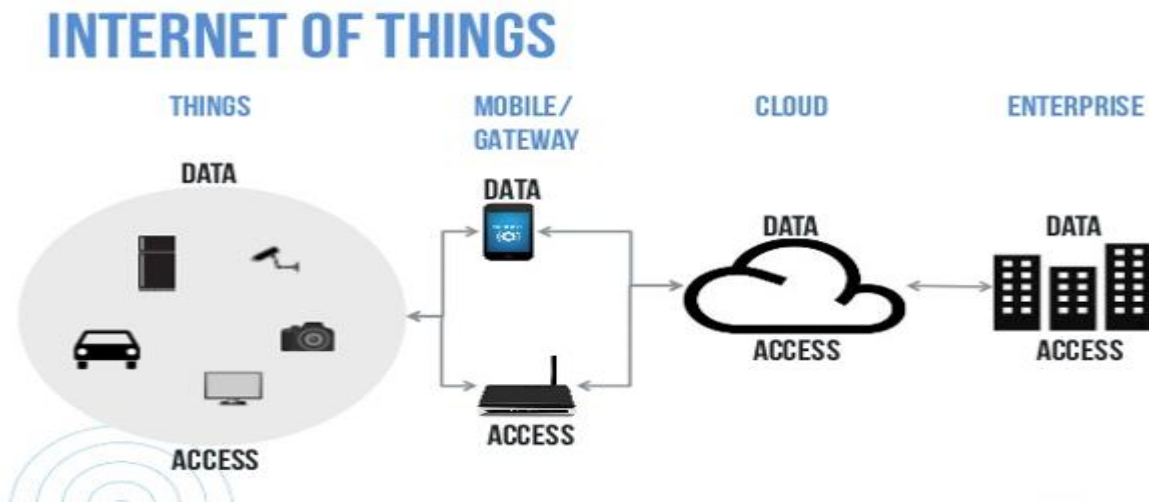 INTERNET OF THINGS
THINGS
MOBILE/
GATEWAY
CLOUD
ENTERPRISE
DATA
DATA
DATA
DATA
ACCESS
ACCESS
ACCESS
ACCESS